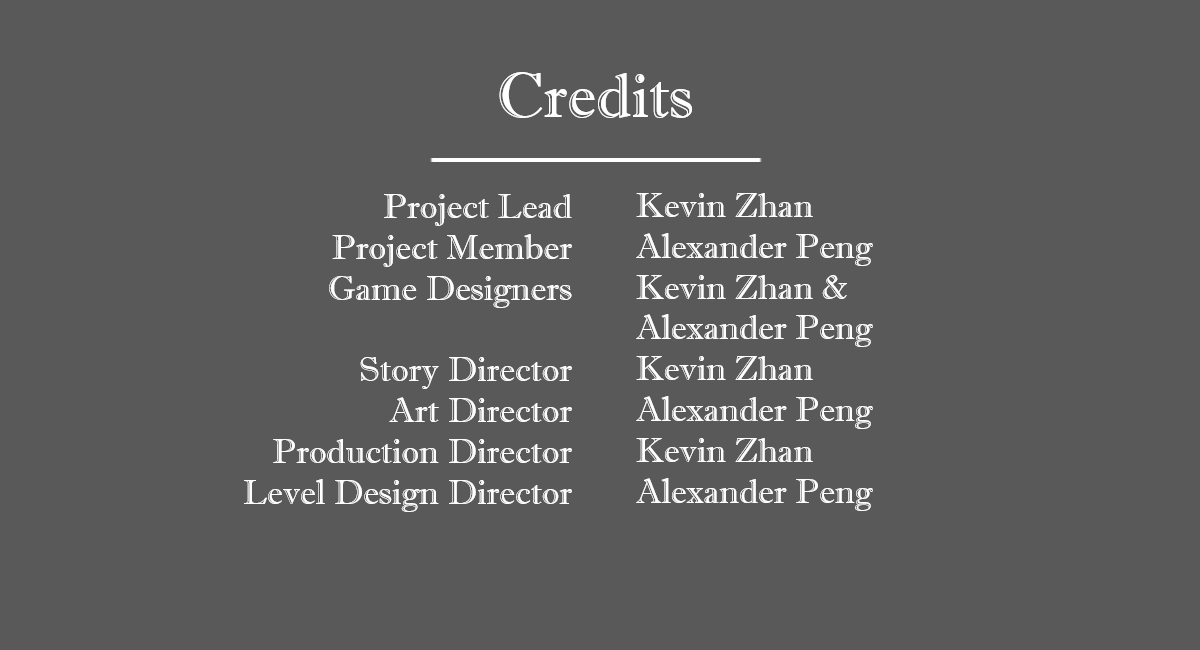 Credits
Project Lead Kevin Zhan
Project Member Alexander Peng
Game Designers Kevin Zhan &
Alexander Peng
Story Director Kevin Zhan
Art Director Alexander Peng
Production Director Kevin Zhan
Level Design Director Alexander Peng